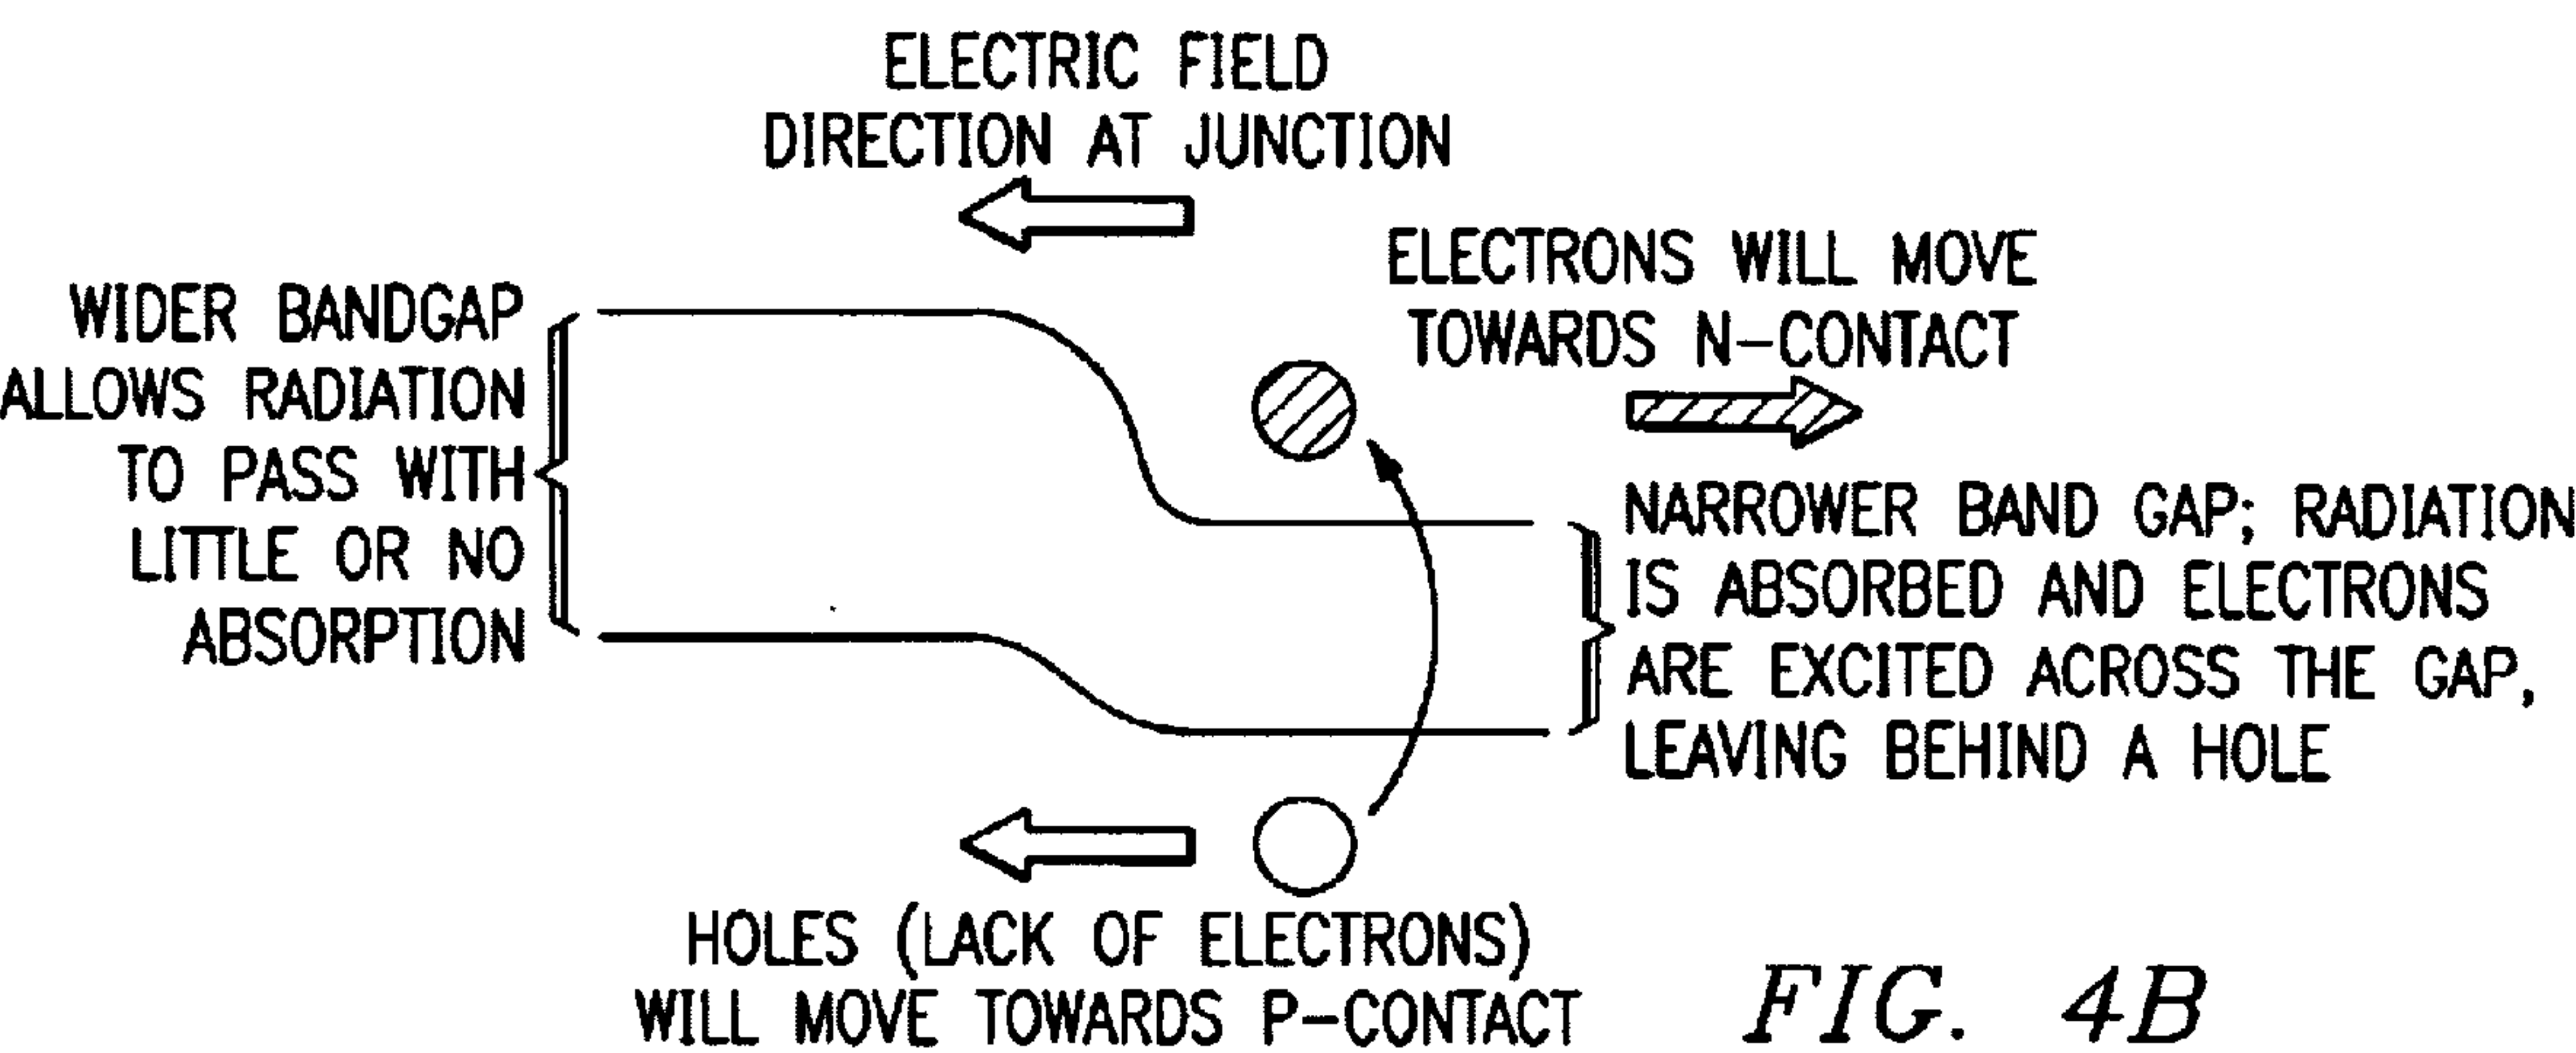 ELECTRIC FIELD
DIRECTION AT JUNCTION
ELECTRONS WILL MOVE
TOWARDS N-CONTACT
WIDER BANDGAP
ALLOWS RADIATION
TO PASS WITH
LITTLE OR NO
ABSORPTION
NARROWER BAND GAP; RADIATION
IS ABSORBED AND ELECTRONS
ARE EXCITED ACROSS THE GAP,
LEAVING BEHIND A HOLE
HOLES (LACK OF ELECTRONS)
WILL MOVE TOWARDS P-CONTACT
FIG. 4B